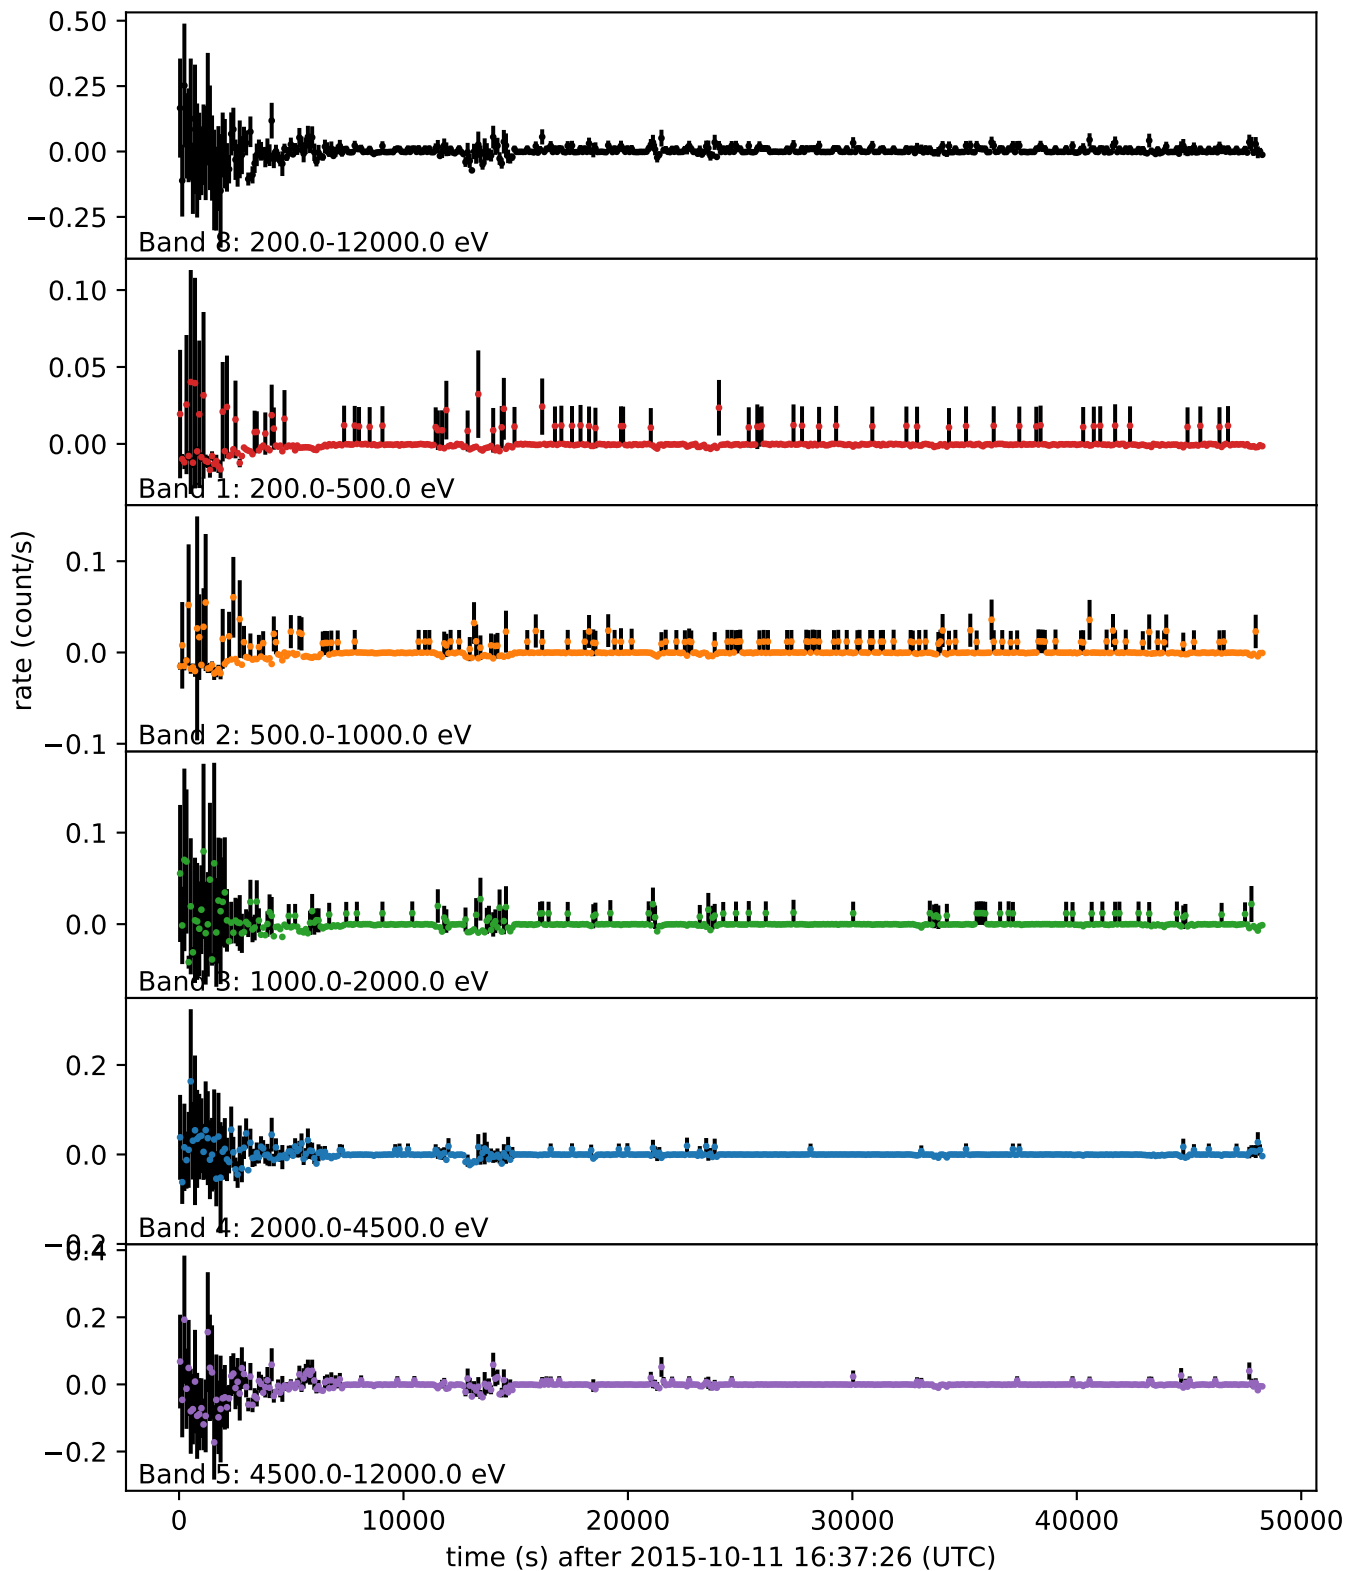 0.50
0.25
0.00
−0.25
Band 8: 200.0-12000.0 eV
0.10
0.05
0.00
Band 1: 200.0-500.0 eV
rate (count/s)
0.1
0.0
−0.1
Band 2: 500.0-1000.0 eV
0.1
0.0
Band 3: 1000.0-2000.0 eV
0.2
0.0
−0.2
Band 4: 2000.0-4500.0 eV
0.4
0.2
0.0
−0.2
Band 5: 4500.0-12000.0 eV
0 10000 20000 30000 40000 50000
time (s) after 2015-10-11 16:37:26 (UTC)